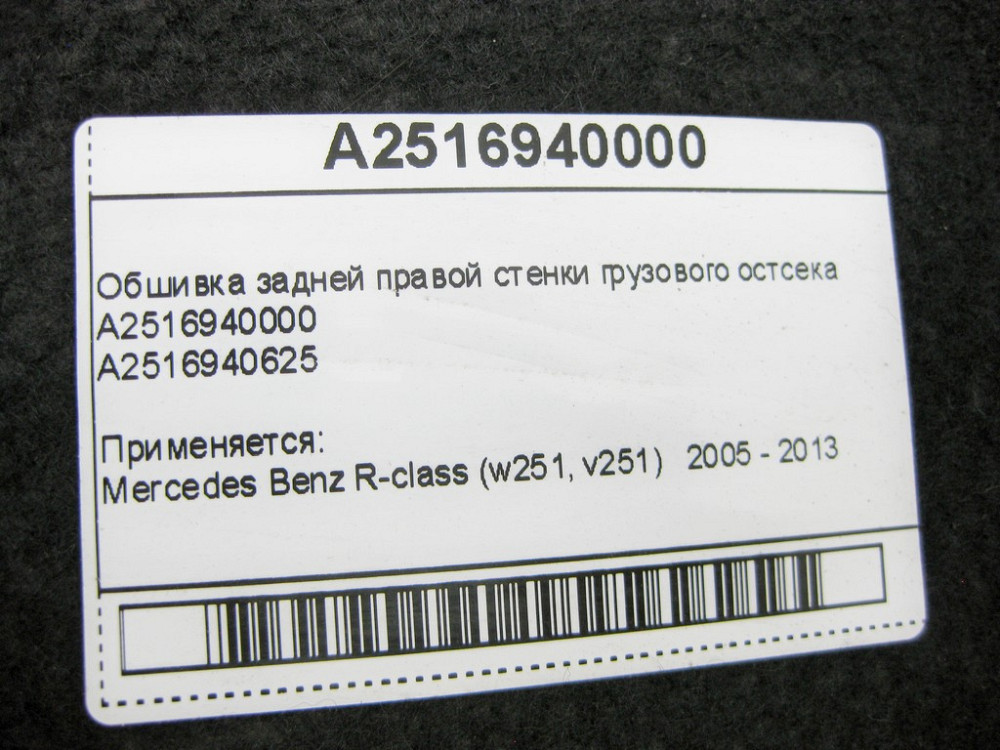 A2516940000
Обшивка задней правой стенки грузового остсека
A2516940000
A2516940625
Применяется:
Mercedes Benz R-class (w251, v251) 2005 - 2013